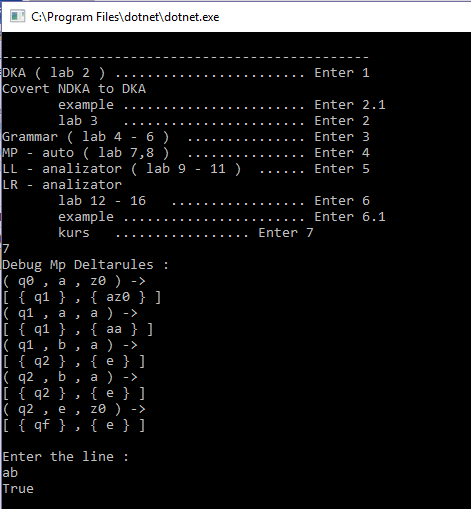 C:\Program Files\dotnet\dotnet.exe
----------------------------------------------
DKA ( lab 2 ) ........................ Enter 1
Covert NDKA to DKA
       example ....................... Enter 2.1
       lab 3   ....................... Enter 2
Grammar ( lab 4 - 6 )  ............... Enter 3
MP - auto ( lab 7,8 )  ............... Enter 4
LL - analizator ( lab 9 - 11 )  ...... Enter 5
LR - analizator
       lab 12 - 16   ................. Enter 6
       example ....................... Enter 6.1
       kurs   ................. Enter 7
7
Debug Mp Deltarules :
( q0 , a , z0 ) ->
[ { q1 } , { az0 } ]
( q1 , a , a ) ->
[ { q1 } , { aa } ]
( q1 , b , a ) ->
[ { q2 } , { e } ]
( q2 , b , a ) ->
[ { q2 } , { e } ]
( q2 , e , z0 ) ->
[ { qf } , { e } ]
Enter the line :
ab
True